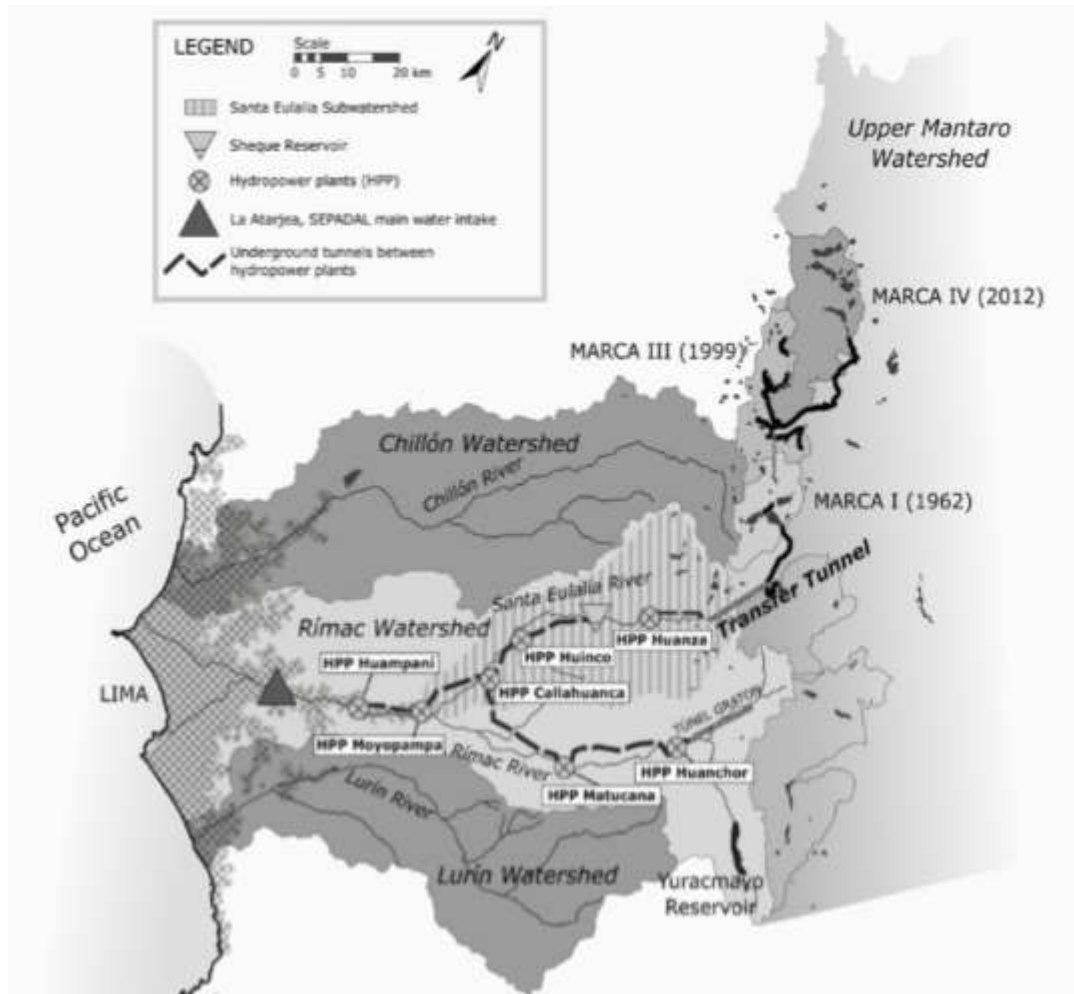 LEGEND
Scale
0 5 10 20 km
N
Santa Eulalia Subwatershed
Sheque Reservoir
Hydropower plants (HPP)
La Atarjea, SEPADAL main water intake
Underground tunnels between
hydropower plants
Upper Mantaro
Watershed
MARCA IV (2012)
MARCA III (1999)
Chillón Watershed
Chillón River
MARCA I (1962)
Pacific
Ocean
Transfer Tunnel
Santa Eulalia River
Rímac Watershed
HPP Huanza
HPP Huinco
HPP Huampaní
HPP Callahuanca
LIMA
TÚNEL GRATON
HPP Moyopampa
Rímac River
HPP Huanchor
HPP Matucana
Lurín River
Lurín Watershed
Yuracmayo
Reservoir